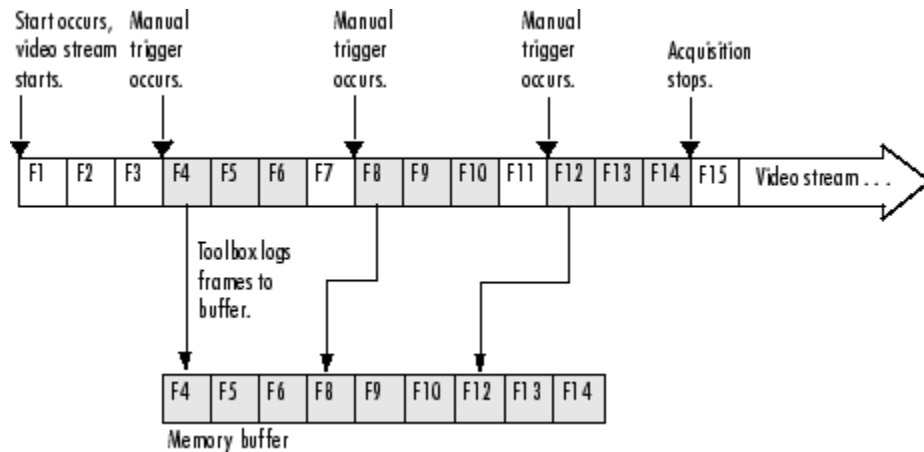 Start occurs,
video stream
starts.
Manual
trigger
occurs.
Manual
trigger
occurs.
Manual
trigger
occurs.
Acquisition
stops.
F1 F2 F3 F4 F5 F6 F7 F8 F9 F10 F11 F12 F13 F14 F15 Video stream . . .
Toolbox logs
frames to
buffer.
F4 F5 F6 F8 F9 F10 F12 F13 F14
Memory buffer